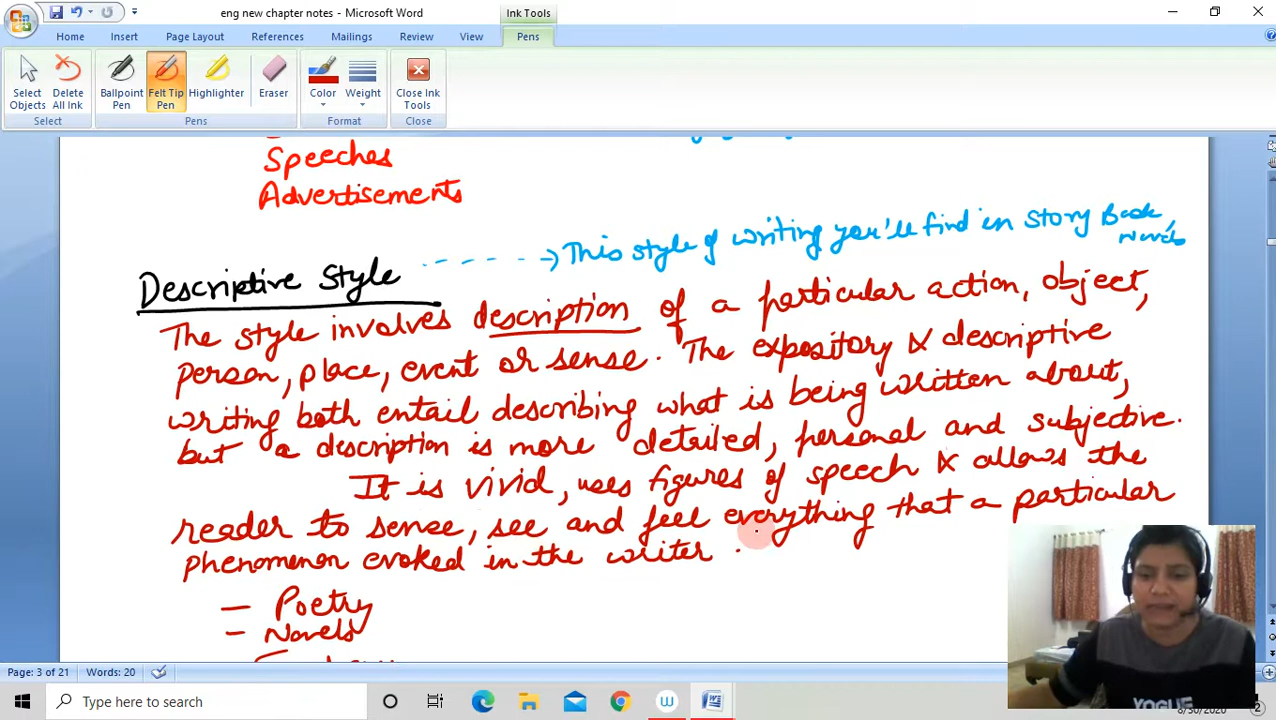 eng new chapter notes - Microsoft Word
Ink Tools
Home Insert Page Layout References Mailings Review View Pens
Select Objects
Delete All Ink
Ballpoint Pen
Felt Tip Pen
Highlighter
Eraser
Color
Weight
Close Ink Tools
Select Pens Format Close
Speeches
Advertisements
This style of writing you'll find in story Book,
Novels
Descriptive Style
The style involves description of a particular action, object,
person, place, event or sense. The expository & descriptive
writing both entail describing what is being written about,
but a description is more detailed, personal and subjective.
It is vivid, uses figures of speech & allows the
reader to sense, see and feel everything that a particular
phenomenon evoked in the writer.
- Poetry
- Novels
VOGUE
Page: 3 of 21 Words: 20
Type here to search
8/30/2020
2